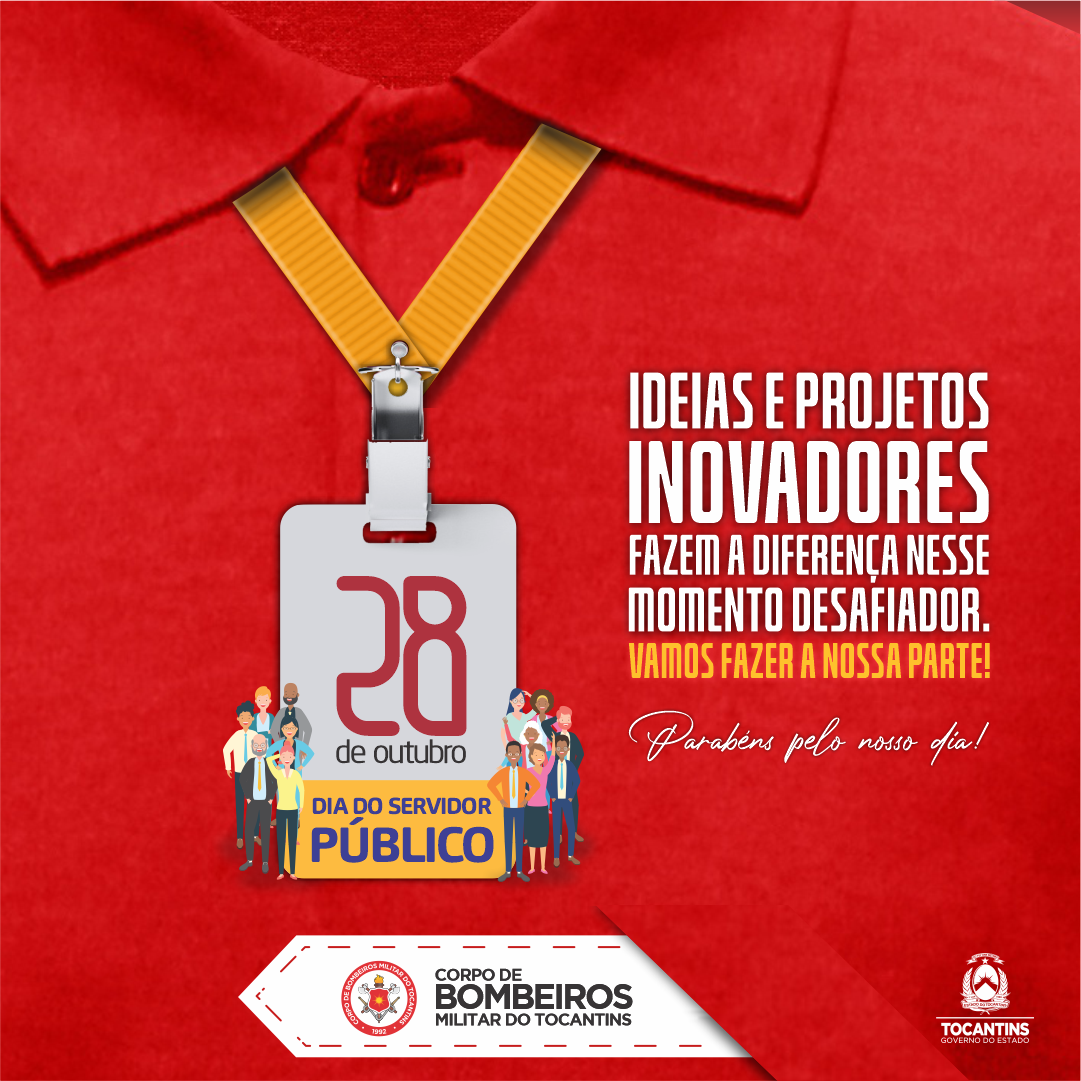 28
de outubro
DIA DO SERVIDOR
PÚBLICO
IDEIAS E PROJETOS
INOVADORES
FAZEM A DIFERENÇA NESSE
MOMENTO DESAFIADOR.
VAMOS FAZER A NOSSA PARTE!
Parabéns pelo nosso dia!
CORPO DE BOMBEIROS MILITAR DO TOCANTINS
1992
CORPO DE
BOMBEIROS
MILITAR DO TOCANTINS
ESTADO DO TOCANTINS
TOCANTINS
GOVERNO DO ESTADO